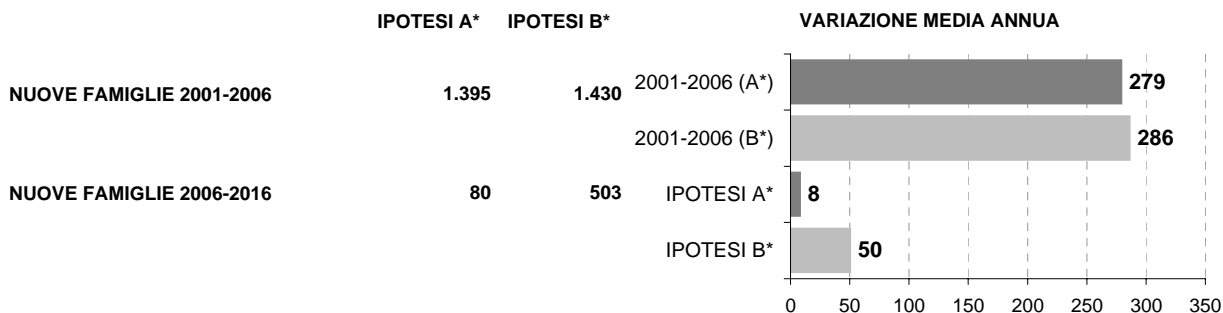 IPOTESI A* IPOTESI B* VARIAZIONE MEDIA ANNUA
NUOVE FAMIGLIE 2001-2006 1.395 1.430
2001-2006 (A*) 279
2001-2006 (B*) 286
NUOVE FAMIGLIE 2006-2016 80 503
IPOTESI A* 8
IPOTESI B* 50
0 50 100 150 200 250 300 350